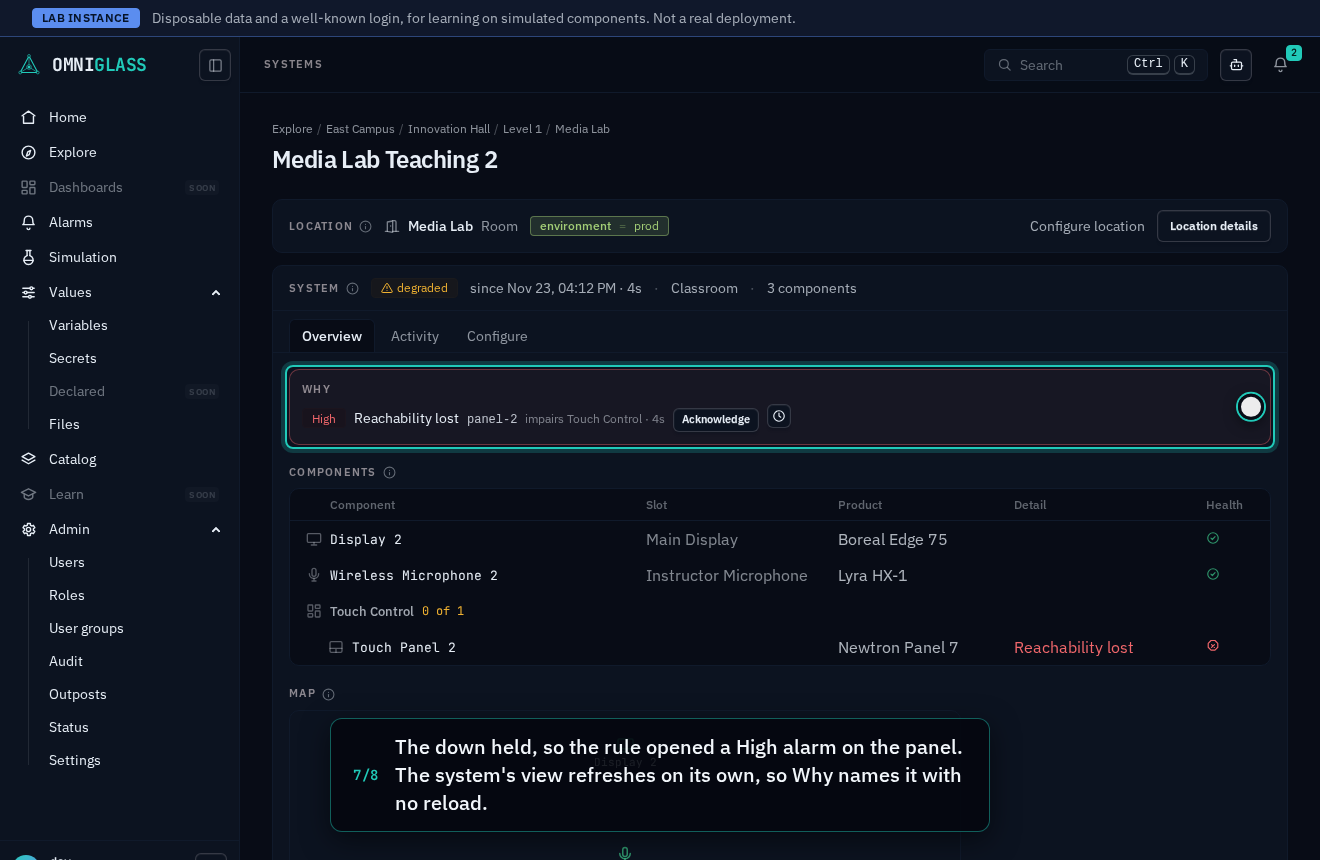 LAB INSTANCE Disposable data and a well-known login, for learning on simulated components. Not a real deployment.
OMNIGLASS
SYSTEMS
Search Ctrl K
2
Home
Explore
Dashboards SOON
Alarms
Simulation
Values
Variables
Secrets
Declared SOON
Files
Catalog
Learn SOON
Admin
Users
Roles
User groups
Audit
Outposts
Status
Settings
dev
Explore / East Campus / Innovation Hall / Level 1 / Media Lab
Media Lab Teaching 2
LOCATION Media Lab Room environment = prod Configure location Location details
SYSTEM degraded since Nov 23, 04:12 PM · 4s · Classroom · 3 components
Overview Activity Configure
WHY
High Reachability lost panel-2 impairs Touch Control · 4s Acknowledge
COMPONENTS
Component Slot Product Detail Health
Display 2 Main Display Boreal Edge 75
Wireless Microphone 2 Instructor Microphone Lyra HX-1
Touch Control 0 of 1
Touch Panel 2 Newtron Panel 7 Reachability lost
MAP
Display 2
7/8
The down held, so the rule opened a High alarm on the panel.
The system's view refreshes on its own, so Why names it with
no reload.